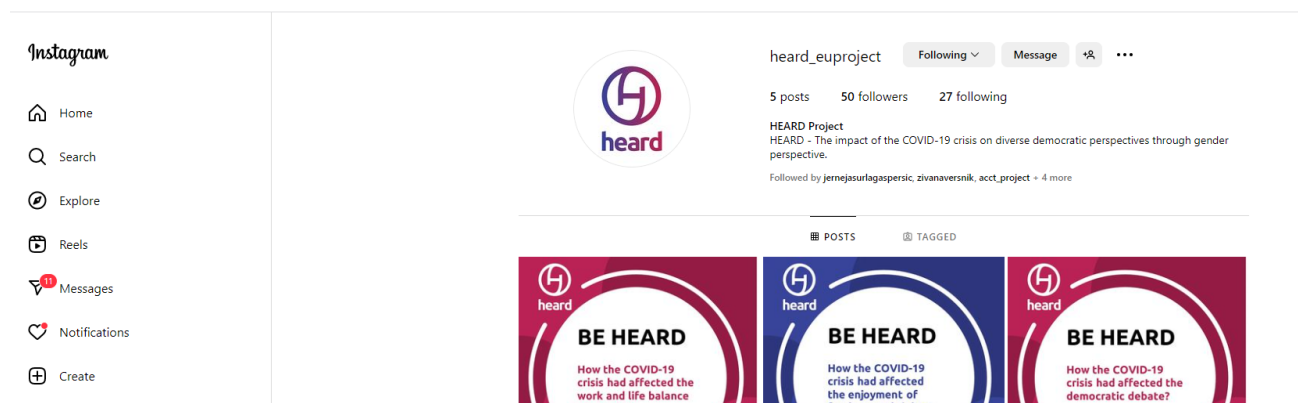 Instagram
Home
Search
Explore
Reels
11
Messages
Notifications
Create
heard
heard_euproject
Following
Message
5 posts 50 followers 27 following
HEARD Project
HEARD - The impact of the COVID-19 crisis on diverse democratic perspectives through gender
perspective.
Followed by jernejasurlagaspersic, zivanaversnik, acct_project + 4 more
POSTS TAGGED
heard
BE HEARD
How the COVID-19
crisis had affected the
work and life balance
heard
BE HEARD
How the COVID-19
crisis had affected
the enjoyment of
heard
BE HEARD
How the COVID-19
crisis had affected the
democratic debate?